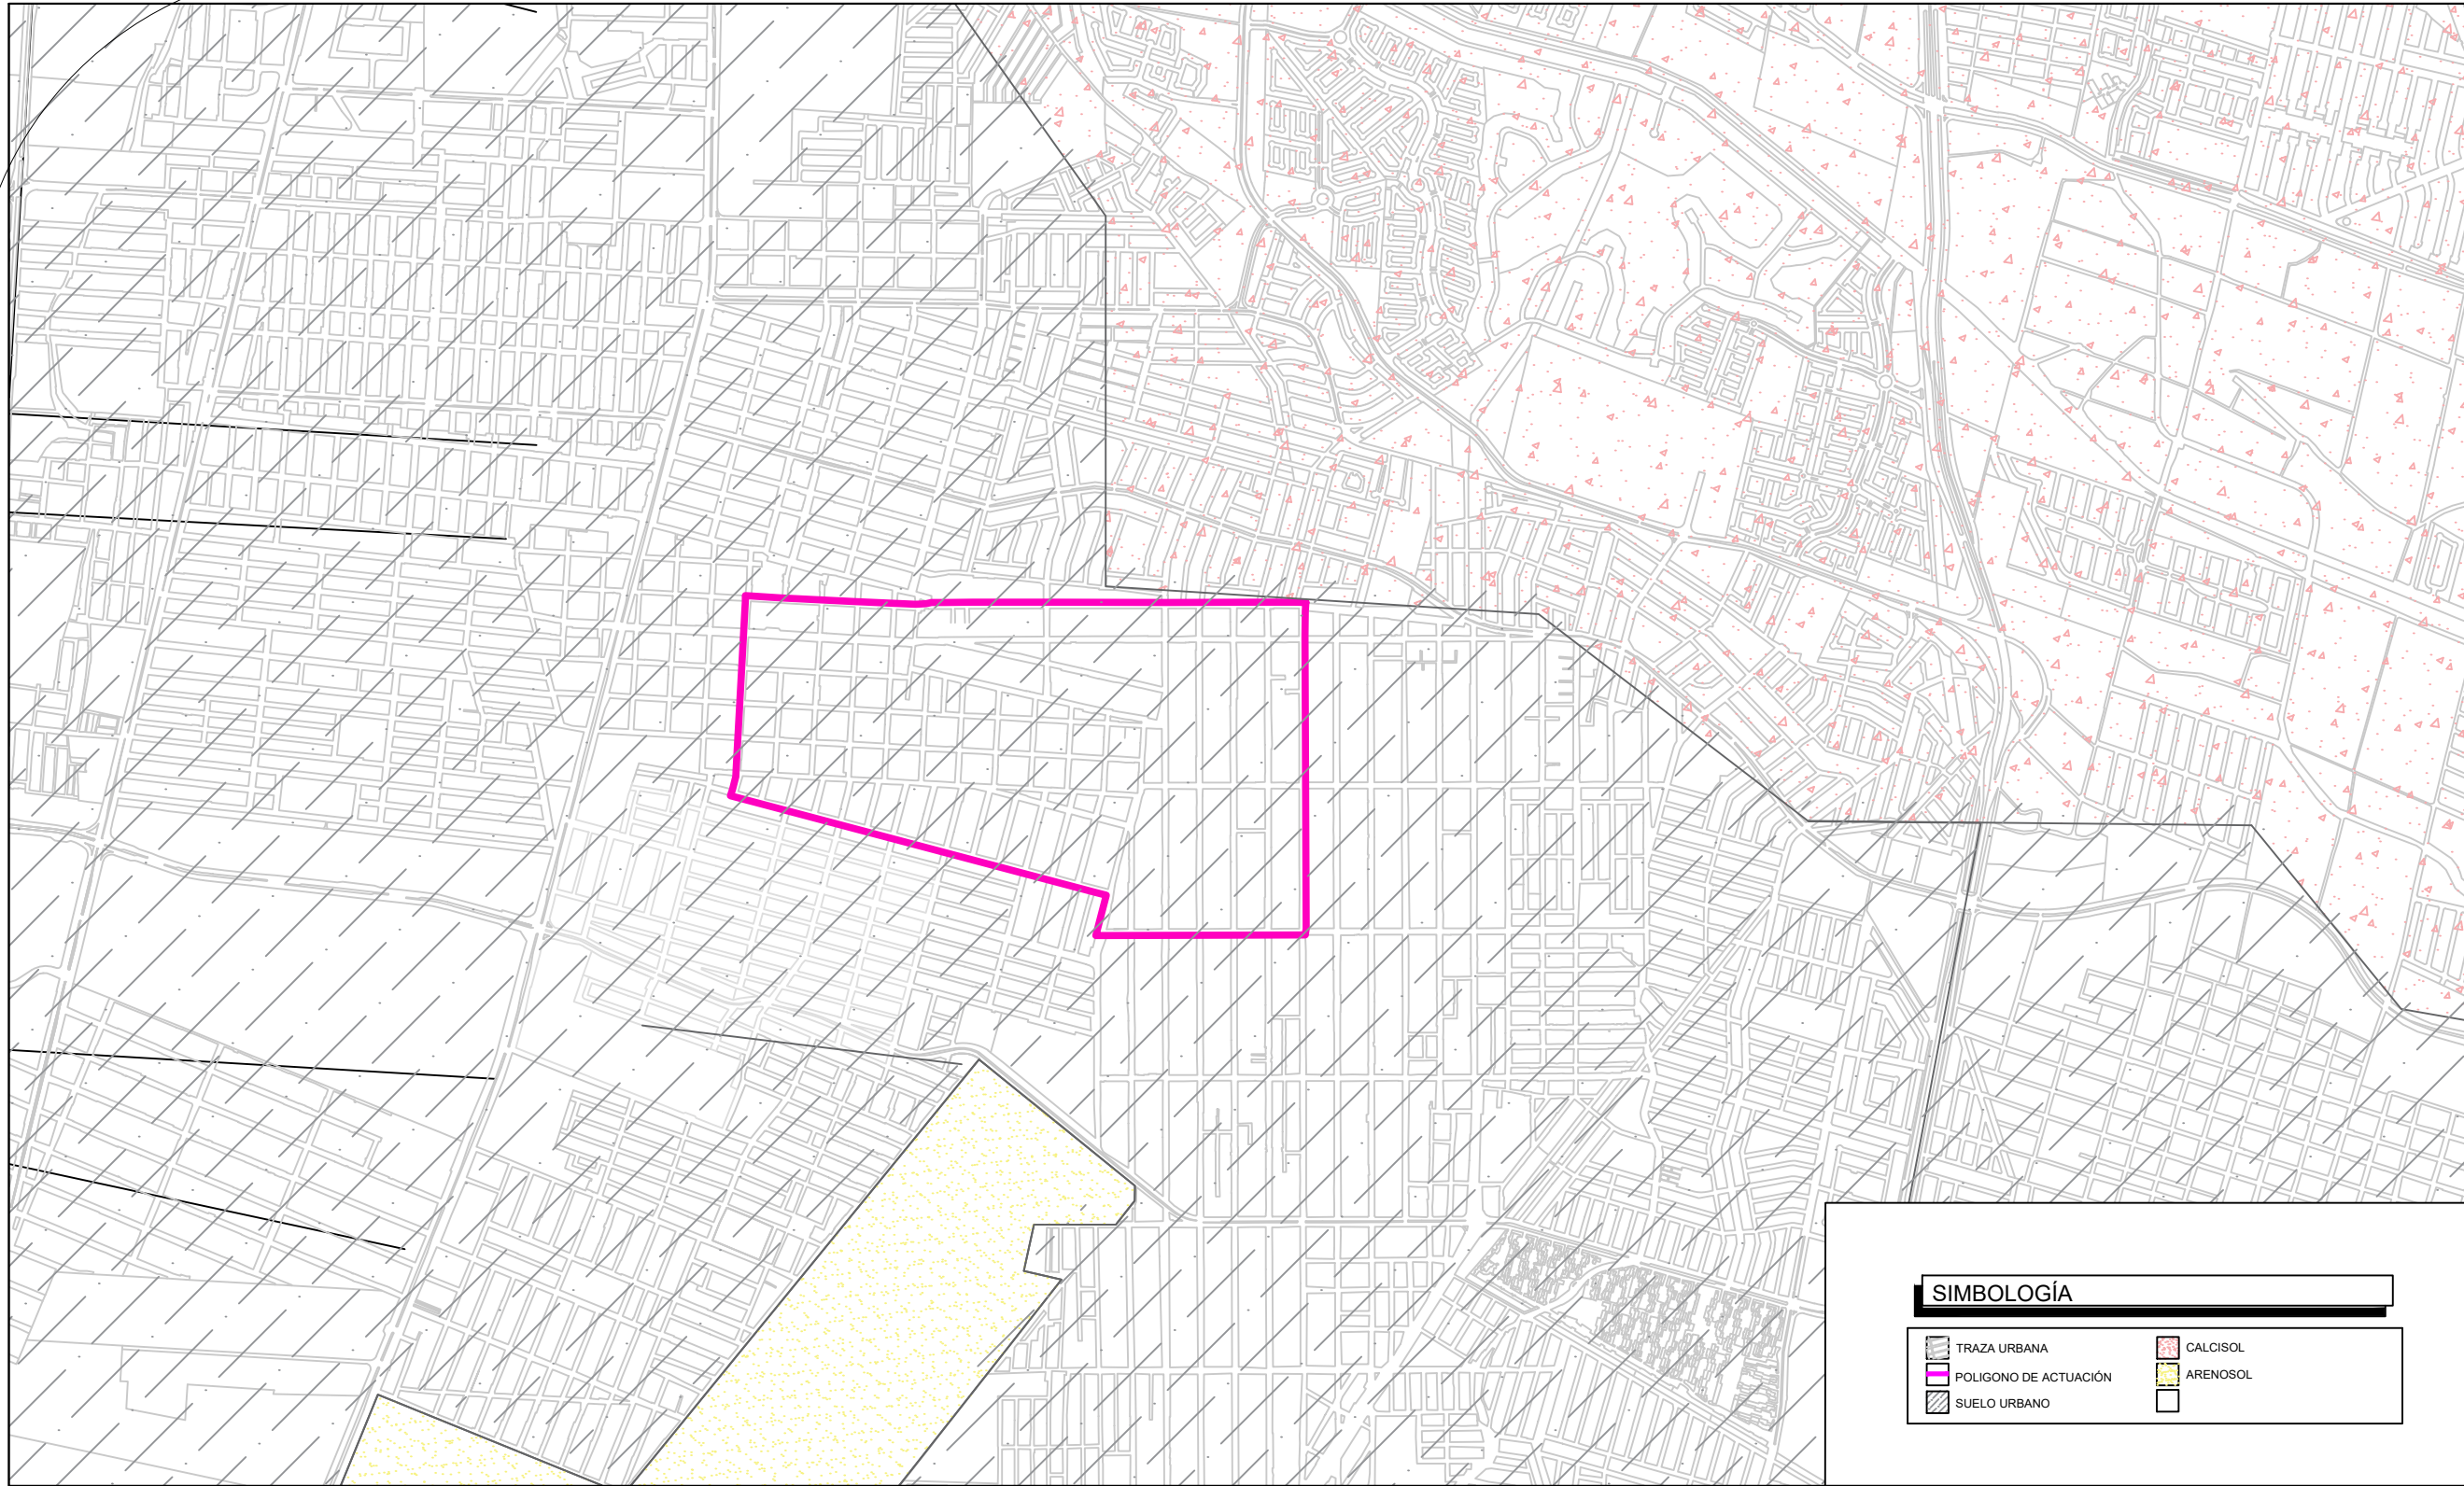 SIMBOLOGÍA
TRAZA URBANA
POLIGONO DE ACTUACIÓN
SUELO URBANO
CALCISOL
ARENOSOL